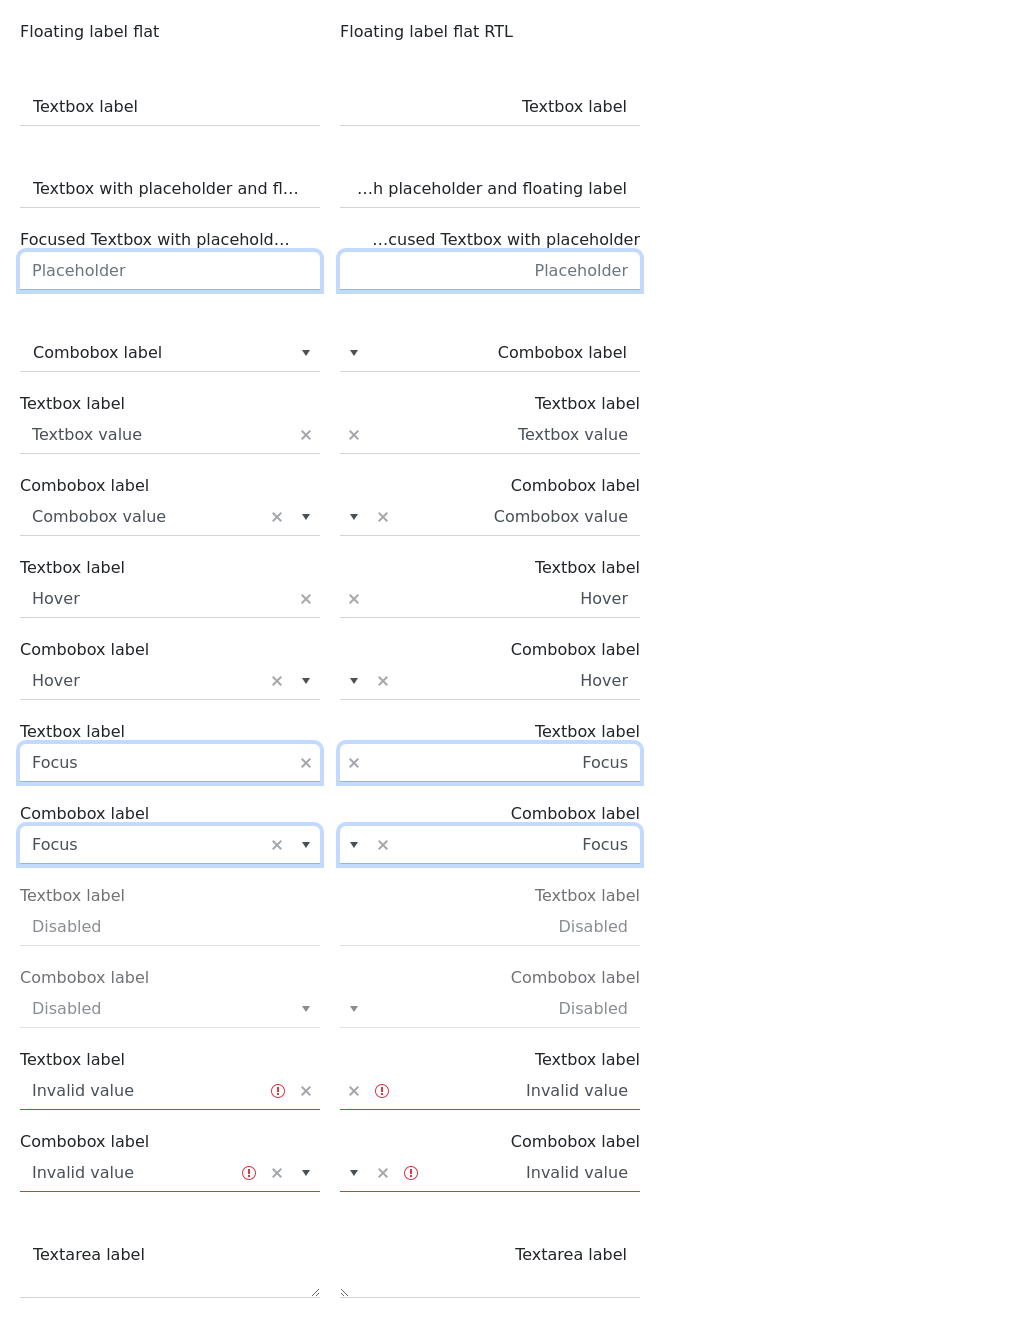 Floating label flat
Floating label flat RTL
Textbox label
Textbox label
Textbox with placeholder and fl...
...h placeholder and floating label
Focused Textbox with placehold...
...cused Textbox with placeholder
Placeholder
Placeholder
Combobox label
Combobox label
Textbox label
Textbox label
Textbox value
Textbox value
Combobox label
Combobox label
Combobox value
Combobox value
Textbox label
Textbox label
Hover
Hover
Combobox label
Combobox label
Hover
Hover
Textbox label
Textbox label
Focus
Focus
Combobox label
Combobox label
Focus
Focus
Textbox label
Textbox label
Disabled
Disabled
Combobox label
Combobox label
Disabled
Disabled
Textbox label
Textbox label
Invalid value
Invalid value
Combobox label
Combobox label
Invalid value
Invalid value
Textarea label
Textarea label